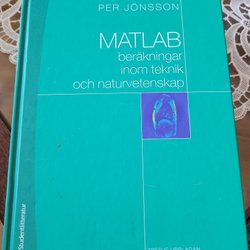 PER JÖNSSON
MATLAB
beräkningar
inom teknik
och naturvetenskap
Studentlitteratur